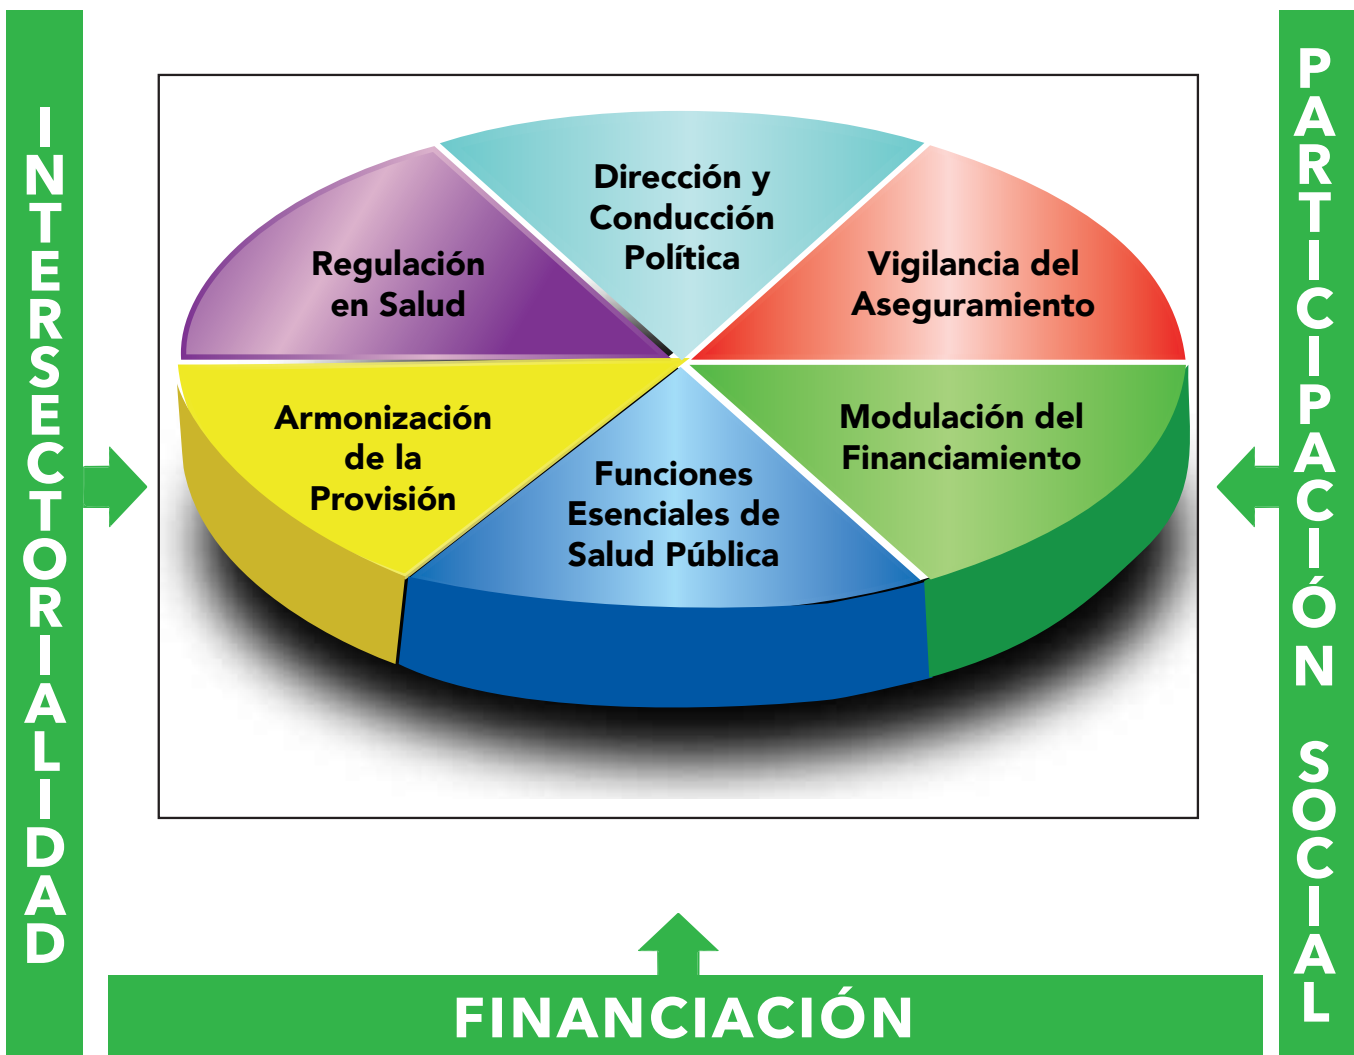 INTERSECTORIALIDAD
Dirección y
Conducción
Política
Regulación
en Salud
Vigilancia del
Aseguramiento
Armonización
de la
Provisión
Funciones
Esenciales de
Salud Pública
Modulación del
Financiamiento
PARTICIPACIÓN SOCIAL
FINANCIACIÓN